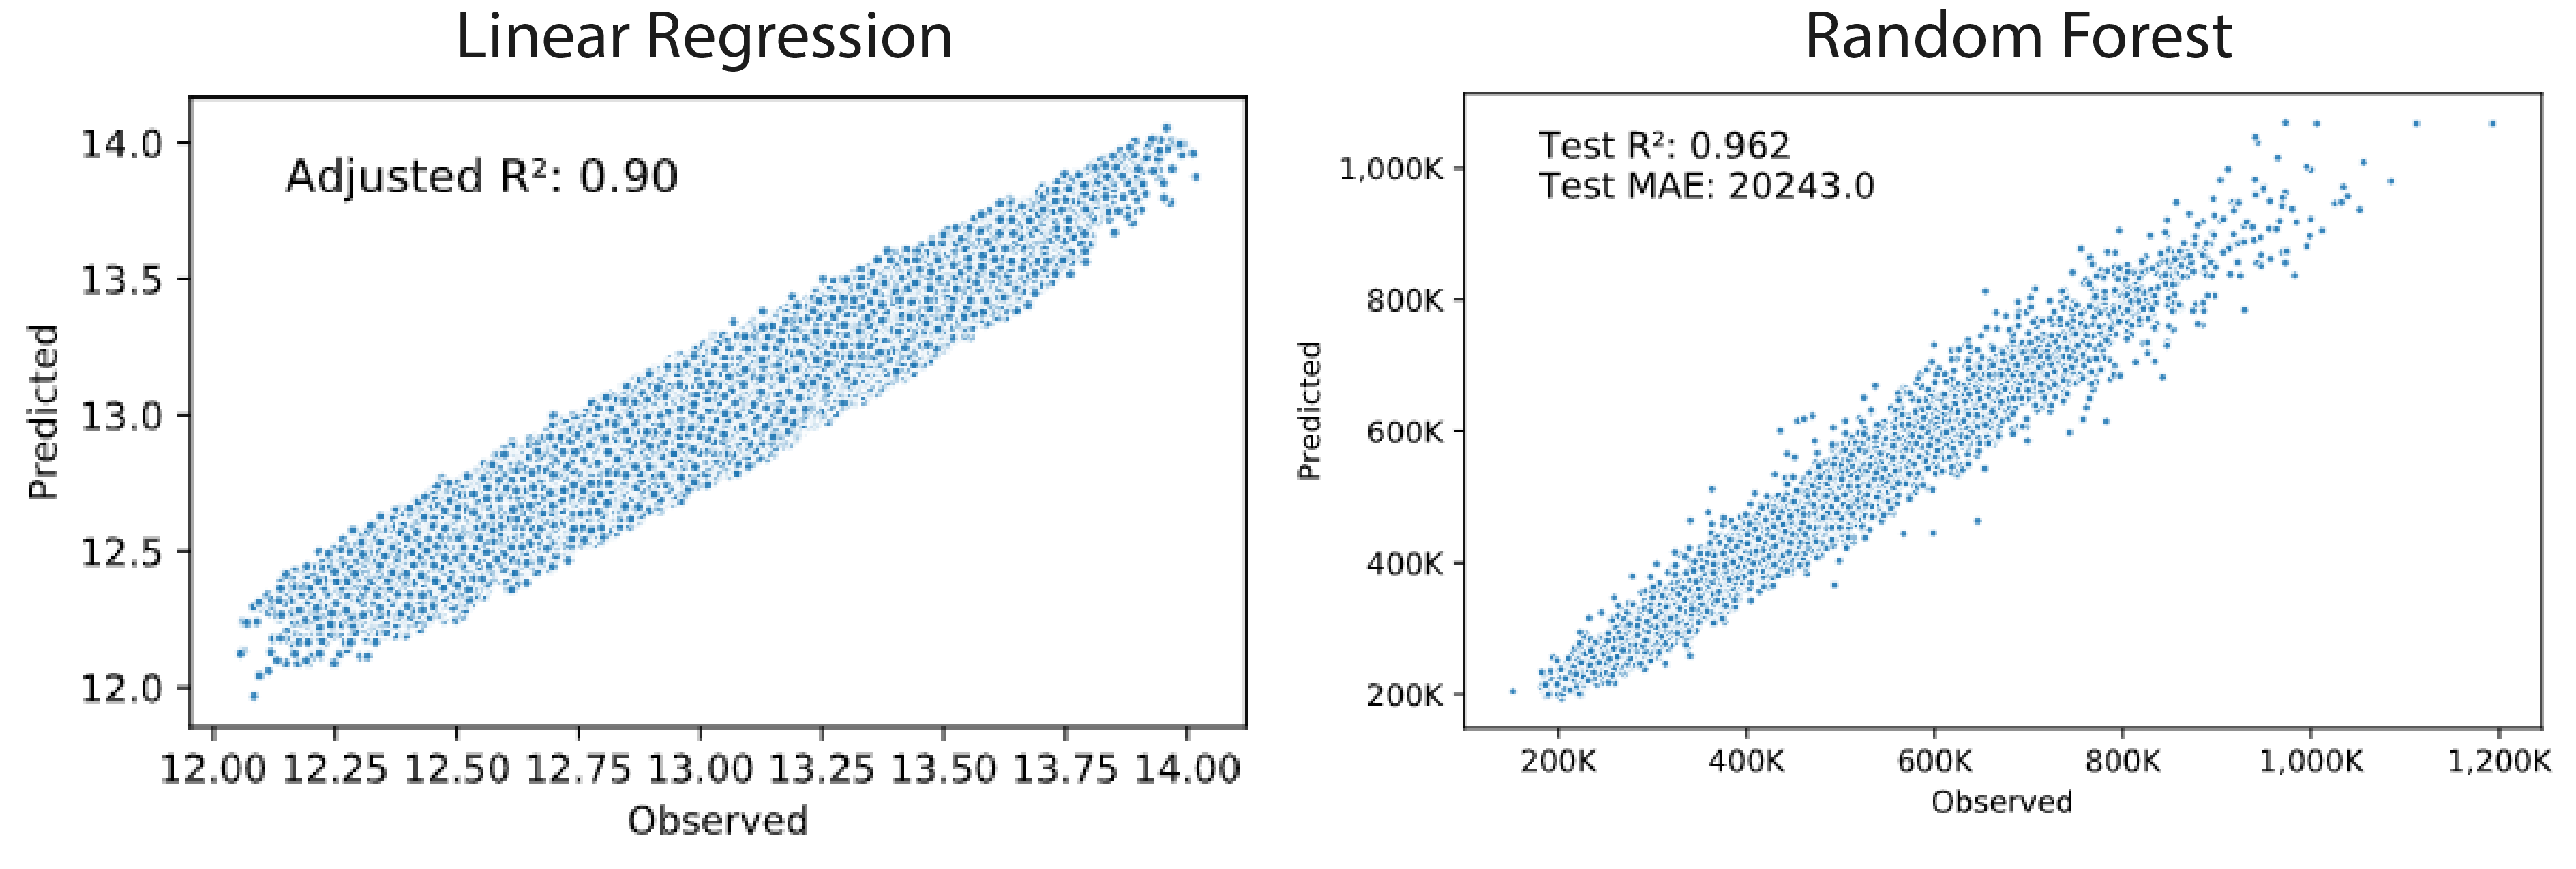 Linear Regression
Adjusted R²: 0.90
14.0
13.5
13.0
12.5
12.0
Predicted
12.00 12.25 12.50 12.75 13.00 13.25 13.50 13.75 14.00
Observed
Random Forest
Test R²: 0.962
Test MAE: 20243.0
1,000K
800K
600K
400K
200K
Predicted
200K 400K 600K 800K 1,000K 1,200K
Observed